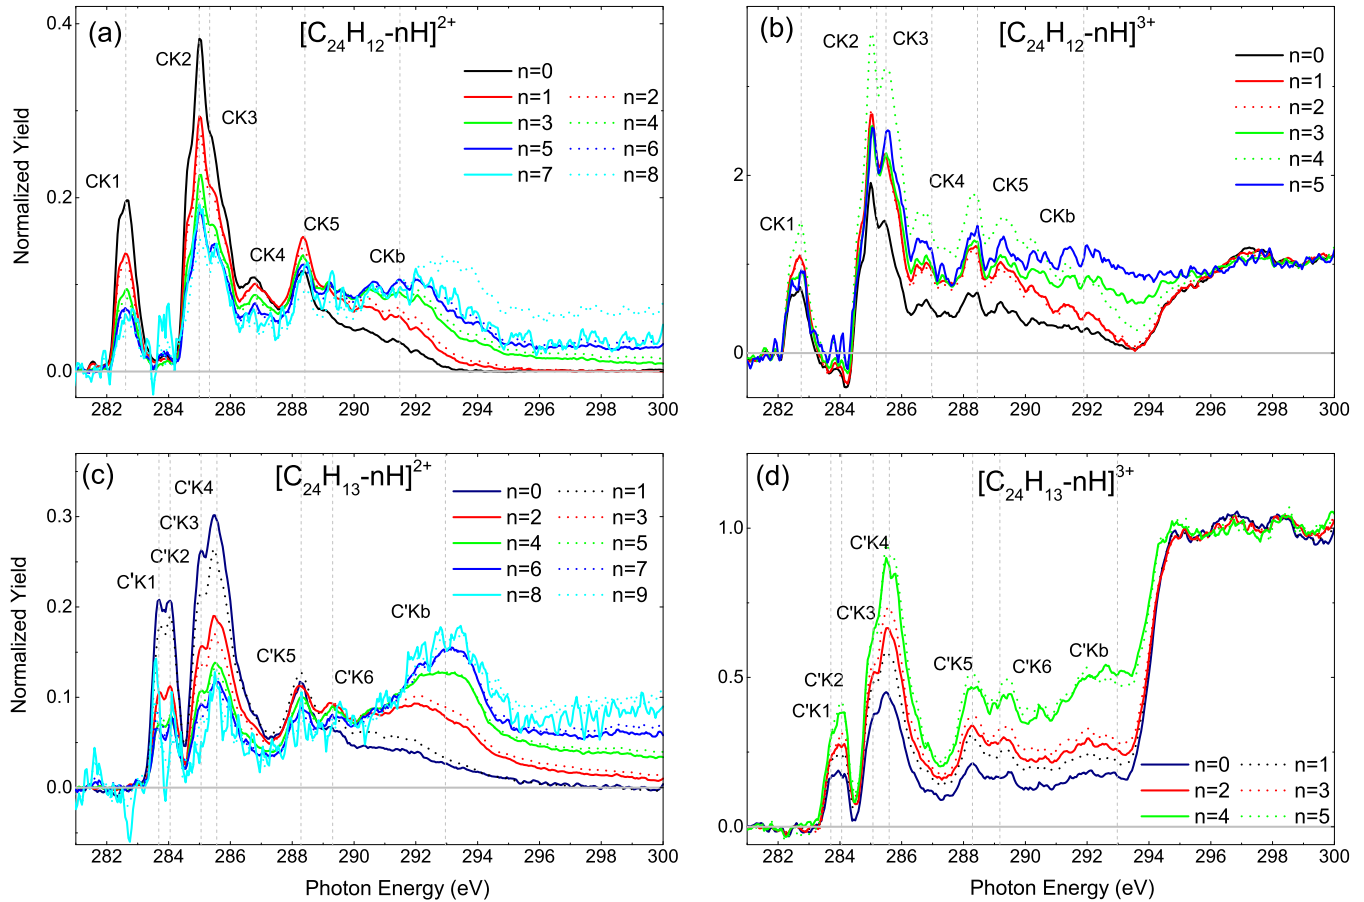 (a)
[C24H12-nH]2+
CK1
CK2
CK3
CK4
CK5
CKb
n=0
n=1 n=2
n=3 n=4
n=5 n=6
n=7 n=8
Normalized Yield
0.4
0.2
0.0
282 284 286 288 290 292 294 296 298 300
(b)
[C24H12-nH]3+
CK1
CK2
CK3
CK4
CK5
CKb
n=0
n=1
n=2
n=3
n=4
n=5
2
0
282 284 286 288 290 292 294 296 298 300
(c)
[C24H13-nH]2+
C'K1
C'K2
C'K3
C'K4
C'K5
C'K6
C'Kb
n=0 n=1
n=2 n=3
n=4 n=5
n=6 n=7
n=8 n=9
Normalized Yield
0.3
0.2
0.1
0.0
282 284 286 288 290 292 294 296 298 300
Photon Energy (eV)
(d)
[C24H13-nH]3+
C'K1
C'K2
C'K3
C'K4
C'K5
C'K6
C'Kb
n=0 n=1
n=2 n=3
n=4 n=5
1.0
0.5
0.0
282 284 286 288 290 292 294 296 298 300
Photon Energy (eV)